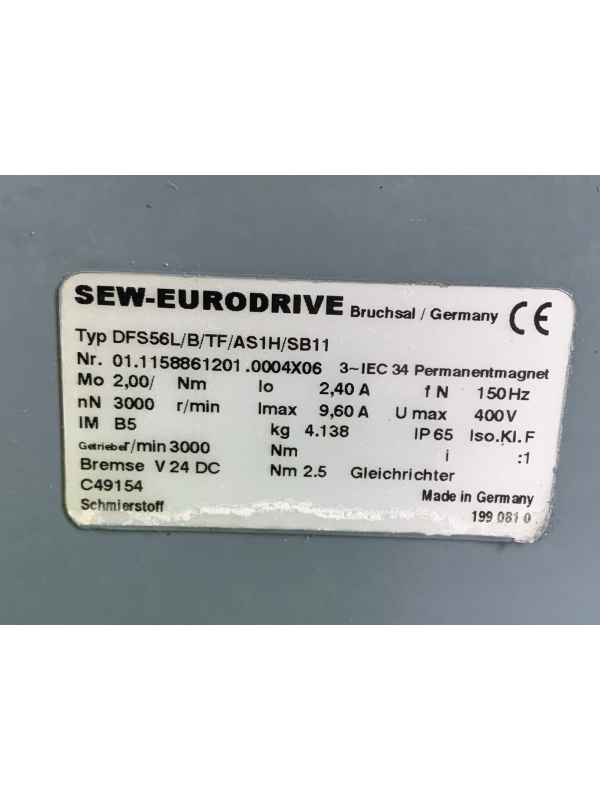 SEW-EURODRIVE Bruchsal / Germany CE
Typ DFS56L/B/TF/AS1H/SB11
Nr. 01.1158861201.0004X06 3~IEC 34 Permanentmagnet
Mo 2,00/ Nm Io 2,40 A f N 150Hz
nN 3000 r/min Imax 9,60 A U max 400V
IM B5 kg 4.138 IP 65 Iso.Kl. F
Getriebe r/min 3000 Nm i :1
Bremse V 24 DC Nm 2.5 Gleichrichter
C49154 Made in Germany
Schmierstoff 199 081 0